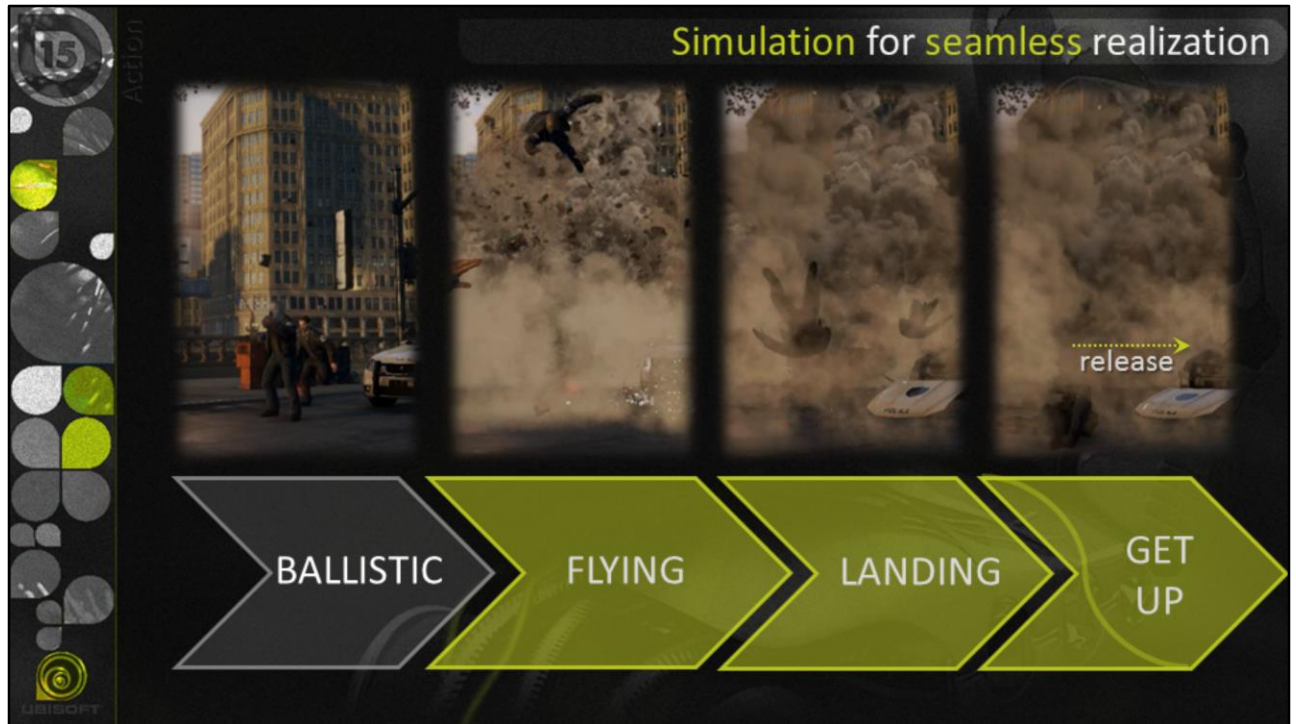 15
Action
Simulation for seamless realization
release
BALLISTIC
FLYING
LANDING
GET
UP
UBISOFT